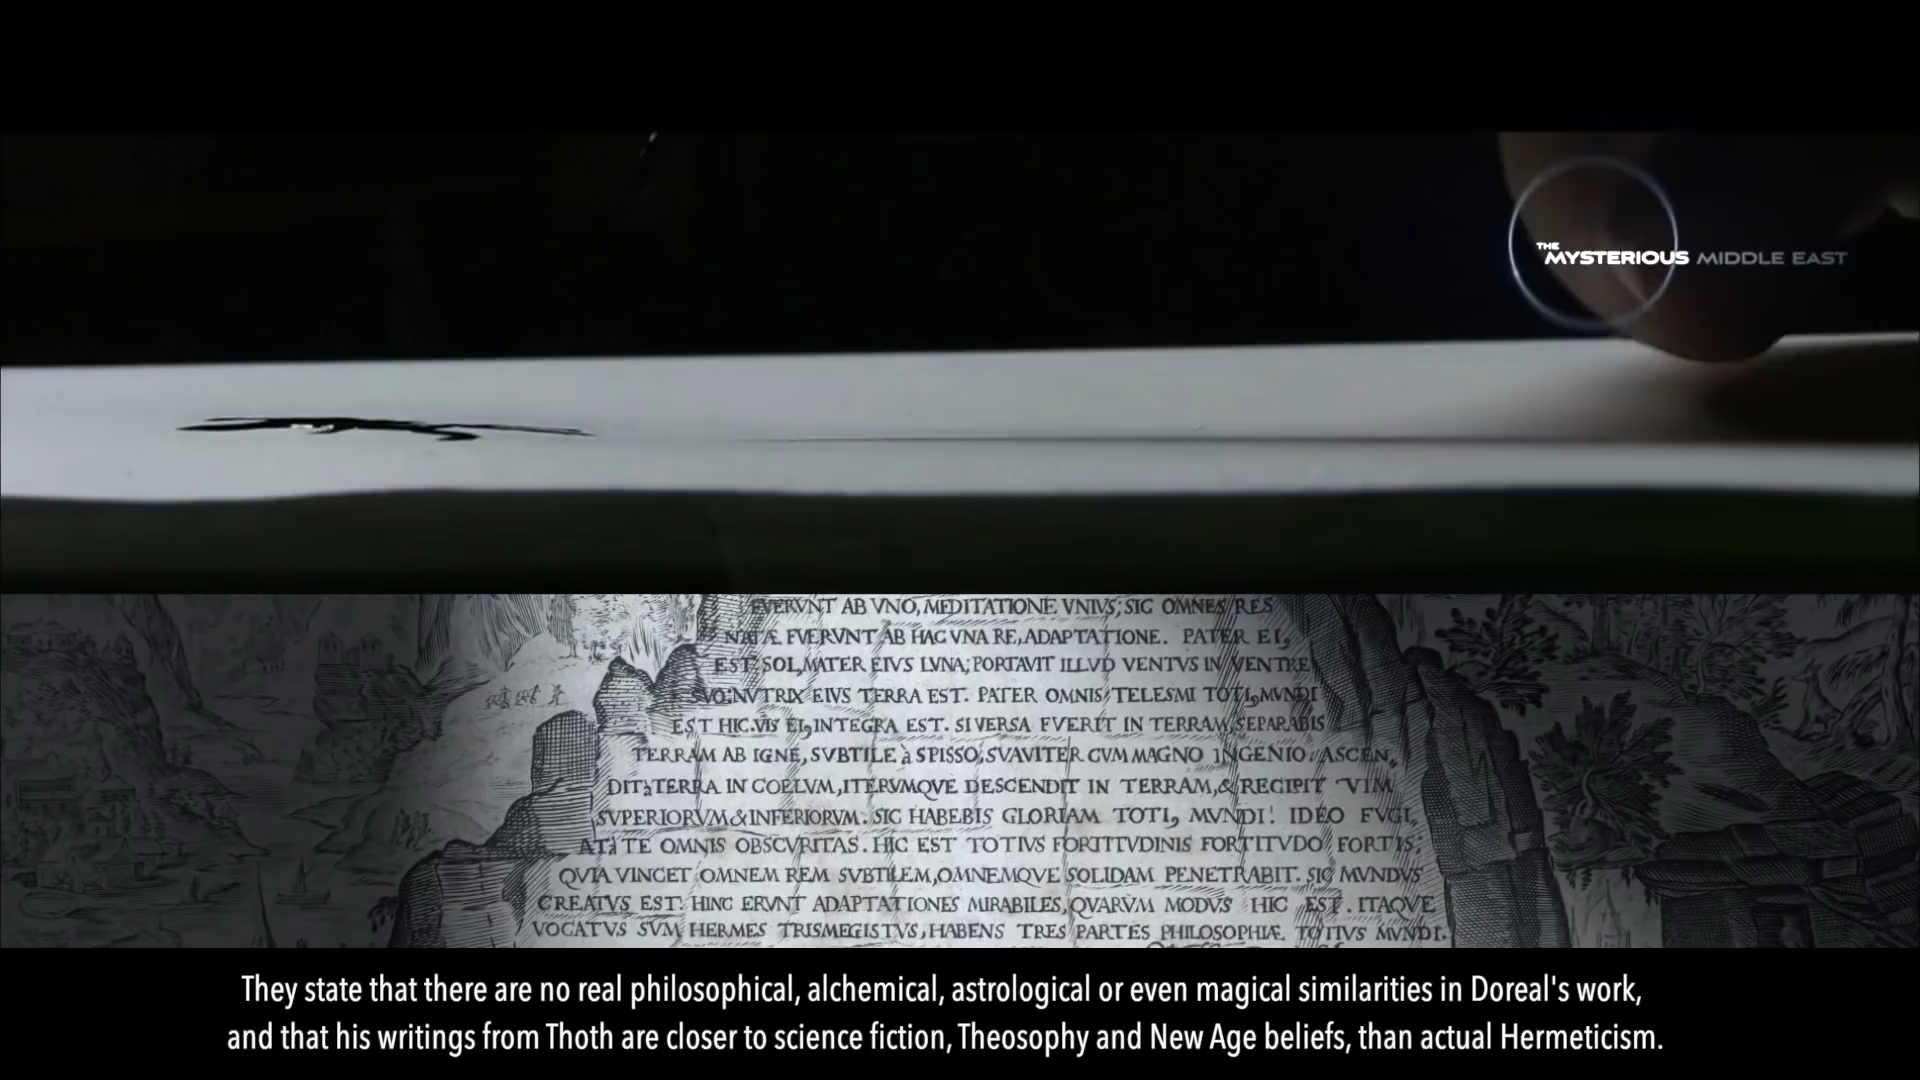 THE
MYSTERIOUS MIDDLE EAST
FVERVNT AB VNO, MEDITATIONE VNIVS; SIC OMNES RES
NATÆ FVERVNT AB HAC VNA RE, ADAPTATIONE. PATER EI,
EST SOL, MATER EIVS LVNA; PORTAVIT ILLVD VENTVS IN VENTRE
SVO; NVTRIX EIVS TERRA EST. PATER OMNIS TELESMI TOTI, MVNDI
EST HIC. VIS EI, INTEGRA EST. SI VERSA FVERIT IN TERRAM, SEPARABIS
TERRAM AB IGNE, SVBTILE à SPISSO, SVAVITER CVM MAGNO INGENIO. ASCEN,
DIT à TERRA IN COELVM, ITERVMQVE DESCENDIT IN TERRAM, & RECIPIT VIM
SVPERIORVM & INFERIORVM. SIC HABEBIS GLORIAM TOTI, MVNDI! IDEO FVGI,
AT à TE OMNIS OBSCVRITAS. HIC EST TOTIVS FORTITVDINIS FORTITVDO FORTIS;
QVIA VINCET OMNEM REM SVBTILEM, OMNEMQVE SOLIDAM PENETRABIT. SIC MVNDVS
CREATVS EST. HINC ERVNT ADAPTATIONES MIRABILES, QVARVM MODVS HIC EST. ITAQVE
VOCATVS SVM HERMES TRISMEGISTVS, HABENS TRES PARTES PHILOSOPHIÆ TOTIVS MVNDI.
They state that there are no real philosophical, alchemical, astrological or even magical similarities in Doreal's work,
and that his writings from Thoth are closer to science fiction, Theosophy and New Age beliefs, than actual Hermeticism.